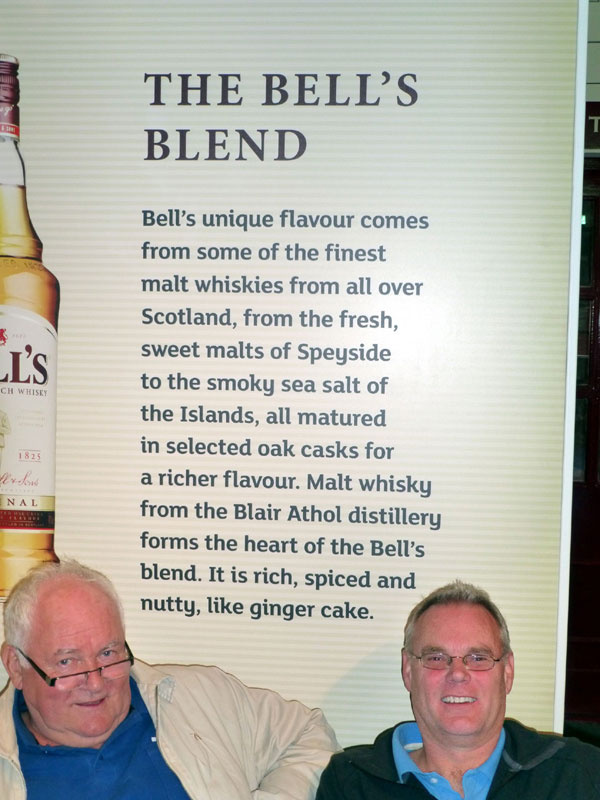 THE BELL'S
BLEND
Bell's unique flavour comes
from some of the finest
malt whiskies from all over
Scotland, from the fresh,
sweet malts of Speyside
to the smoky sea salt of
the Islands, all matured
in selected oak casks for
a richer flavour. Malt whisky
from the Blair Athol distillery
forms the heart of the Bell's
blend. It is rich, spiced and
nutty, like ginger cake.
& SONS
LL'S
CH WHISKY
1825
NAL
T